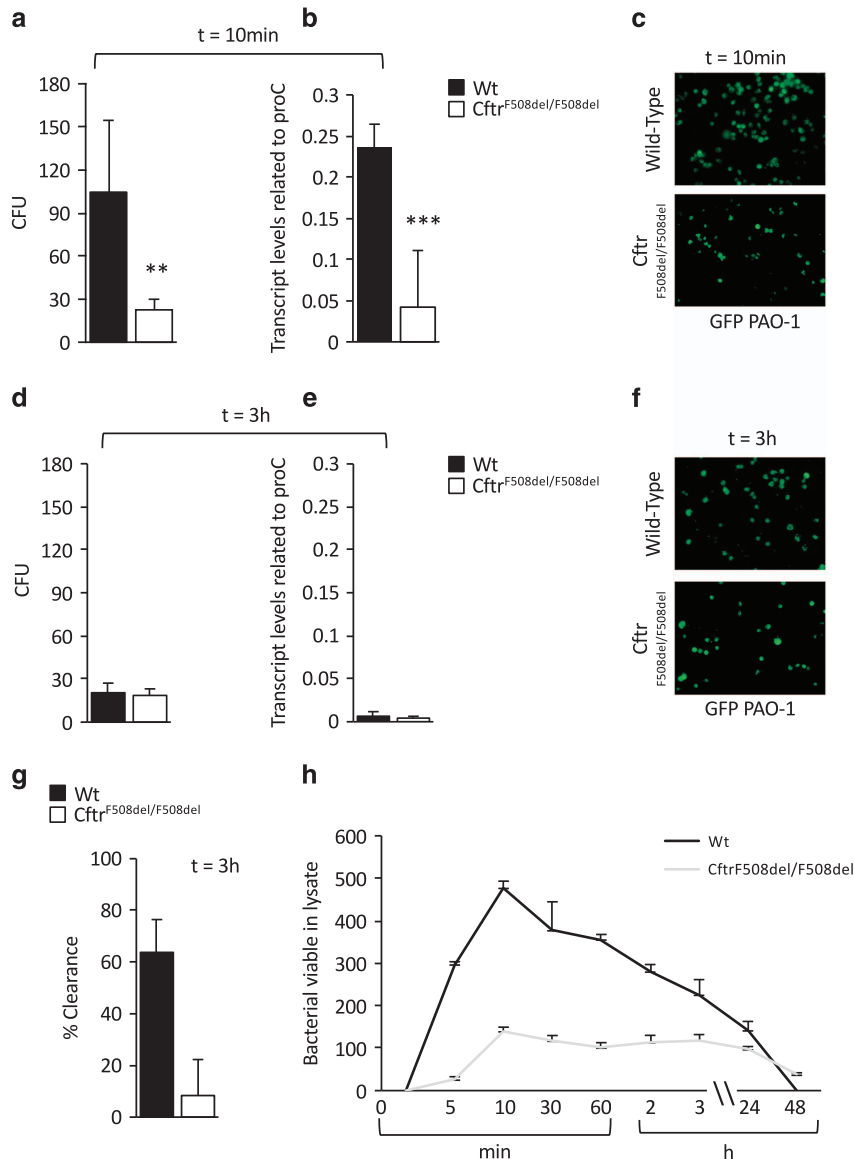 a
b
c
t = 10min
t = 10min
180
150
120
90
60
30
0
CFU
**
Transcript levels related to proC
0.3
0.25
0.2
0.15
0.1
0.05
0
***
Wt
CftrF508del/F508del
Wild-Type
Cftr
F508del/F508del
GFP PAO-1
d
e
f
t = 3h
t = 3h
180
150
120
90
60
30
0
CFU
Transcript levels related to proC
0.3
0.25
0.2
0.15
0.1
0.05
0
Wt
CftrF508del/F508del
Wild-Type
Cftr
F508del/F508del
GFP PAO-1
g
Wt
CftrF508del/F508del
t = 3h
100
80
60
40
20
0
% Clearance
h
600
500
400
300
200
100
0
Bacterial viable in lysate
Wt
CftrF508del/F508del
0 5 10 30 60 2 3 24 48
min h